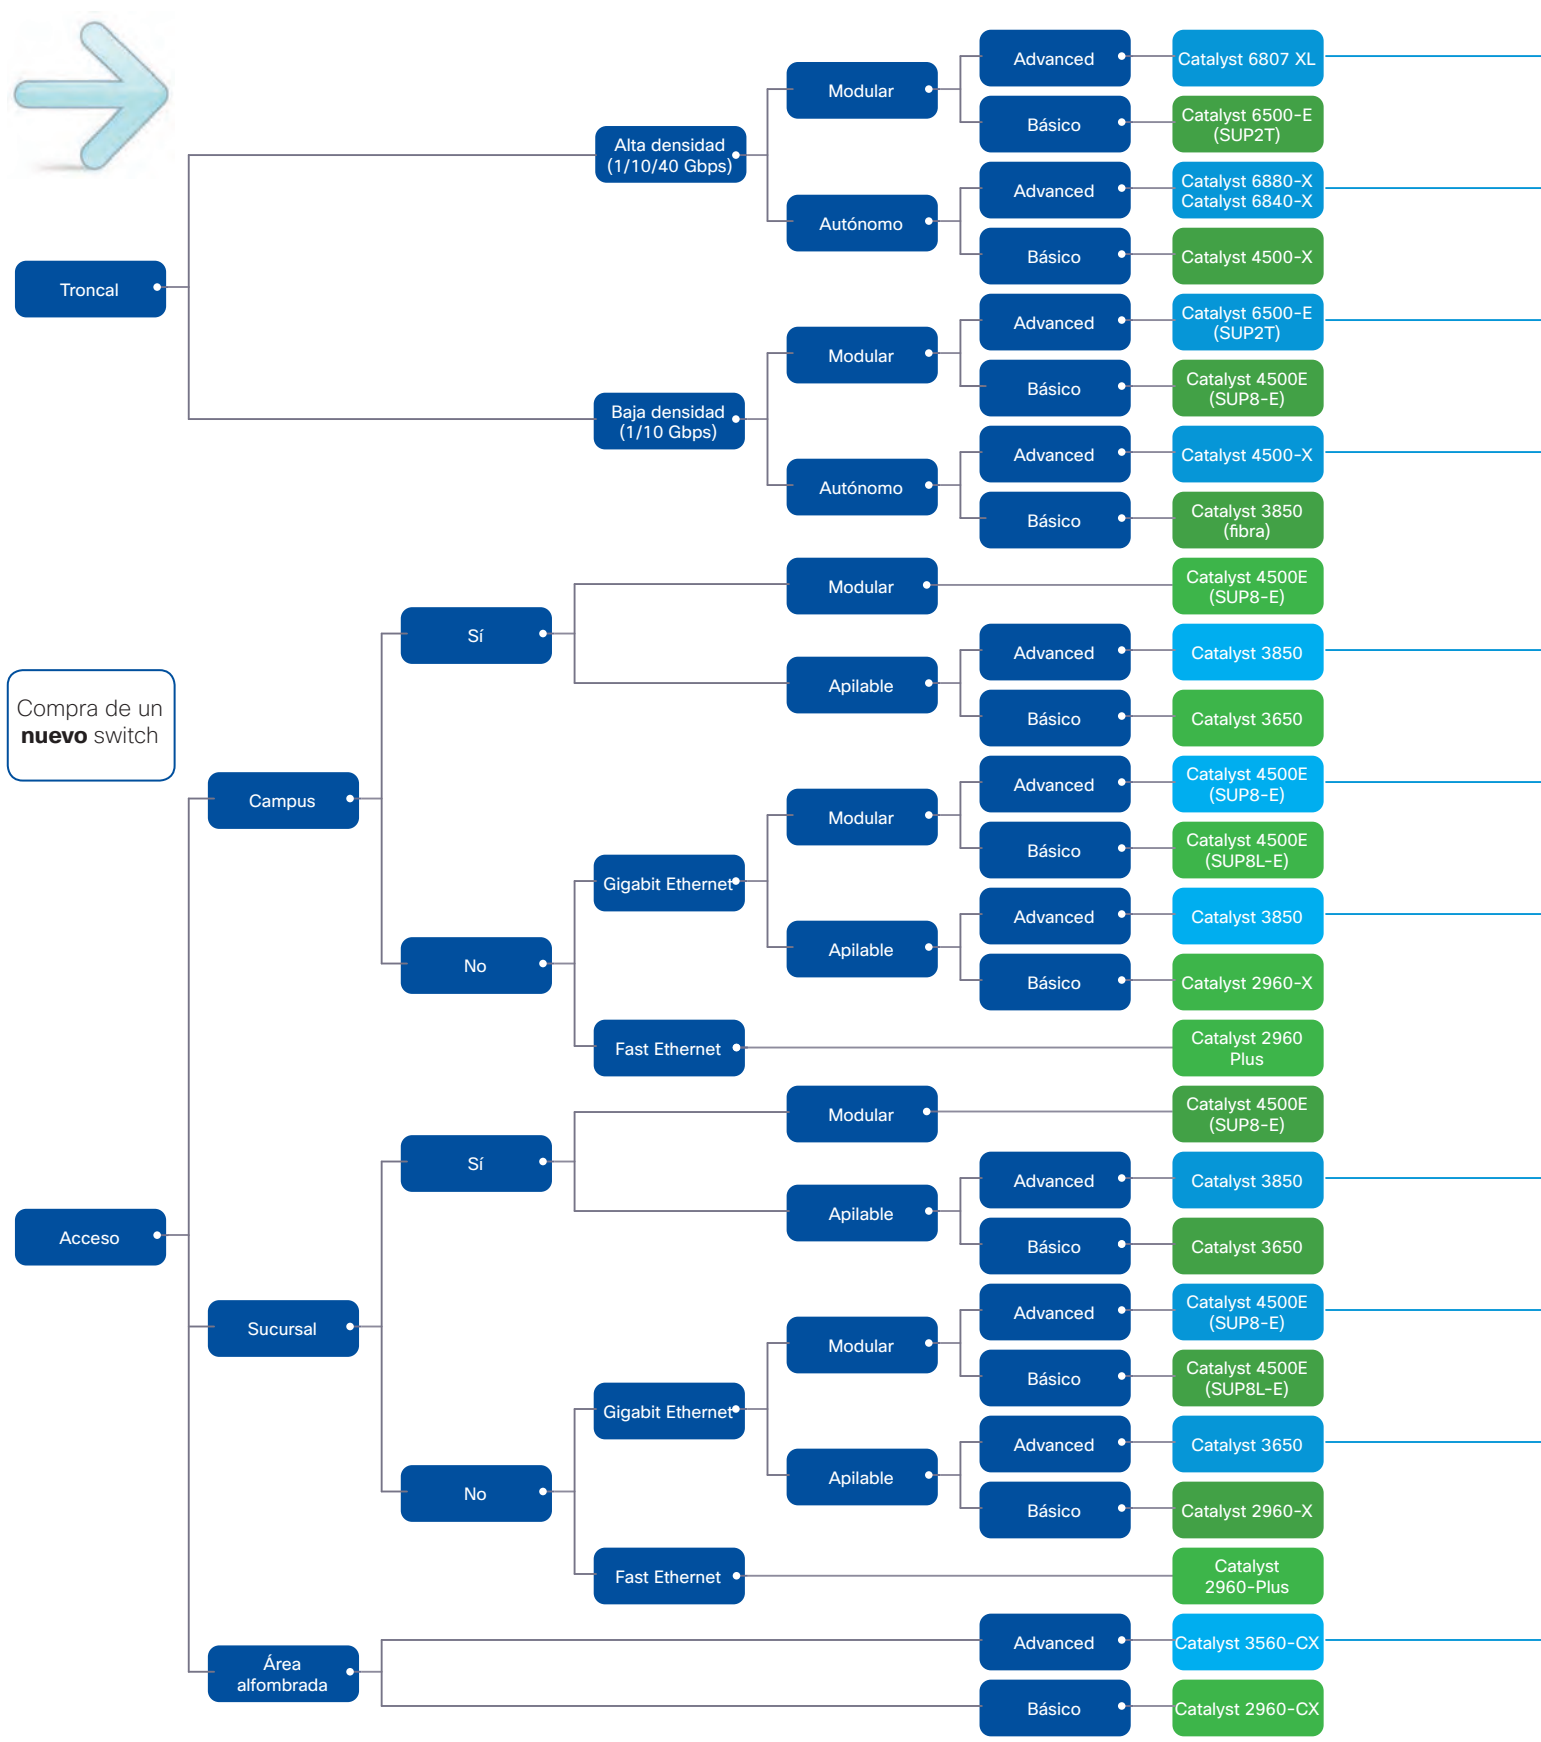 Advanced
Catalyst 6807 XL
Modular
Básico
Catalyst 6500-E
(SUP2T)
Alta densidad
(1/10/40 Gbps)
Advanced
Catalyst 6880-X
Catalyst 6840-X
Autónomo
Básico
Catalyst 4500-X
Troncal
Advanced
Catalyst 6500-E
(SUP2T)
Modular
Básico
Catalyst 4500E
(SUP8-E)
Baja densidad
(1/10 Gbps)
Advanced
Catalyst 4500-X
Autónomo
Básico
Catalyst 3850
(fibra)
Modular
Catalyst 4500E
(SUP8-E)
Sí
Advanced
Catalyst 3850
Apilable
Básico
Catalyst 3650
Compra de un
nuevo switch
Campus
Advanced
Catalyst 4500E
(SUP8-E)
Modular
Básico
Catalyst 4500E
(SUP8L-E)
Gigabit Ethernet
Advanced
Catalyst 3850
Apilable
No
Básico
Catalyst 2960-X
Fast Ethernet
Catalyst 2960
Plus
Modular
Catalyst 4500E
(SUP8-E)
Sí
Advanced
Catalyst 3850
Apilable
Básico
Catalyst 3650
Acceso
Sucursal
Advanced
Catalyst 4500E
(SUP8-E)
Modular
Básico
Catalyst 4500E
(SUP8L-E)
Gigabit Ethernet
Advanced
Catalyst 3650
Apilable
No
Básico
Catalyst 2960-X
Fast Ethernet
Catalyst
2960-Plus
Área
alfombrada
Advanced
Catalyst 3560-CX
Básico
Catalyst 2960-CX